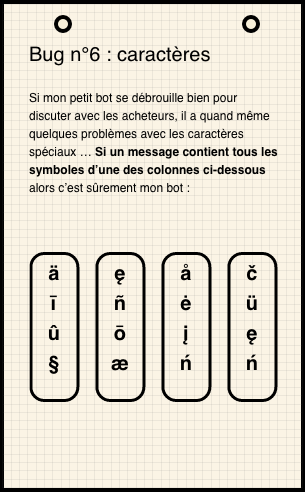 Bug n°6 : caractères
Si mon petit bot se débrouille bien pour
discuter avec les acheteurs, il a quand même
quelques problèmes avec les caractères
spéciaux … Si un message contient tous les
symboles d’une des colonnes ci-dessous
alors c’est sûrement mon bot :
ä ę å č
ī ñ ė ü
û ō į ę
§ æ ń ń